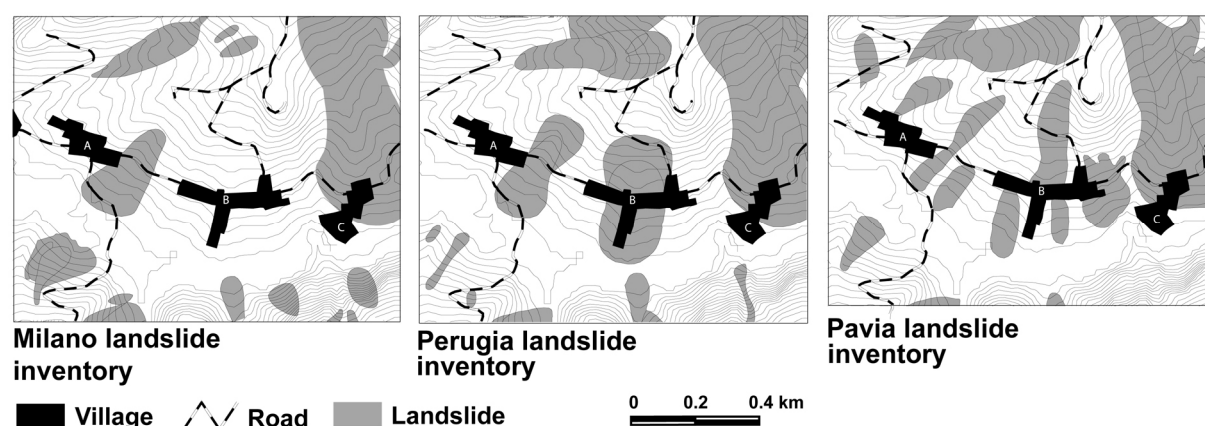 A
B
C
A
B
C
A
B
C
Milano landslide
inventory
Perugia landslide
inventory
Pavia landslide
inventory
Village
Road
Landslide
0 0.2 0.4 km